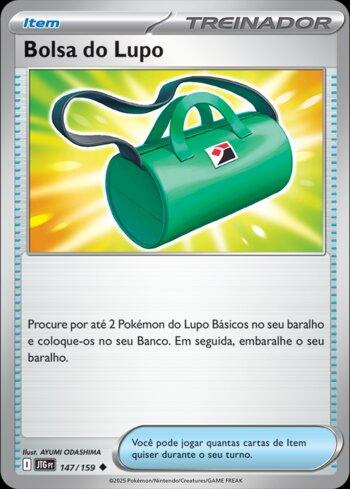 Item
TREINADOR
Bolsa do Lupo
Procure por até 2 Pokémon do Lupo Básicos no seu baralho
e coloque-os no seu Banco. Em seguida, embaralhe o seu
baralho.
Ilust. AYUMI ODASHIMA
I JTG PT 147/159
Você pode jogar quantas cartas de Item
quiser durante o seu turno.
©2025 Pokémon/Nintendo/Creatures/GAME FREAK